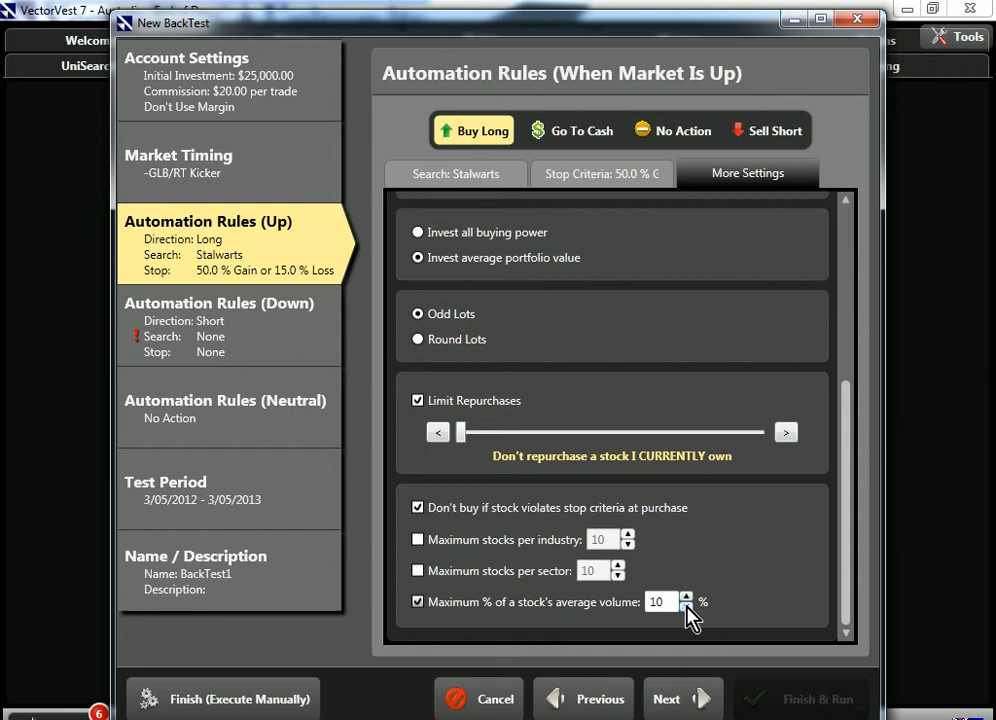 VectorVest 7 - Au
New BackTest
Welcom
Tools
UniSearc
ng
Account Settings
Initial Investment: $25,000.00
Commission: $20.00 per trade
Don't Use Margin
Market Timing
-GLB/RT Kicker
Automation Rules (Up)
Direction: Long
Search: Stalwarts
Stop: 50.0 % Gain or 15.0 % Loss
Automation Rules (Down)
Direction: Short
! Search: None
Stop: None
Automation Rules (Neutral)
No Action
Test Period
3/05/2012 - 3/05/2013
Name / Description
Name: BackTest1
Description:
Automation Rules (When Market Is Up)
Buy Long
Go To Cash
No Action
Sell Short
Search: Stalwarts
Stop Criteria: 50.0 % G
More Settings
Invest all buying power
Invest average portfolio value
Odd Lots
Round Lots
Limit Repurchases
< >
Don't repurchase a stock I CURRENTLY own
Don't buy if stock violates stop criteria at purchase
Maximum stocks per industry: 10
Maximum stocks per sector: 10
Maximum % of a stock's average volume: 10 %
Finish (Execute Manually)
Cancel
Previous
Next
Finish & Run
6